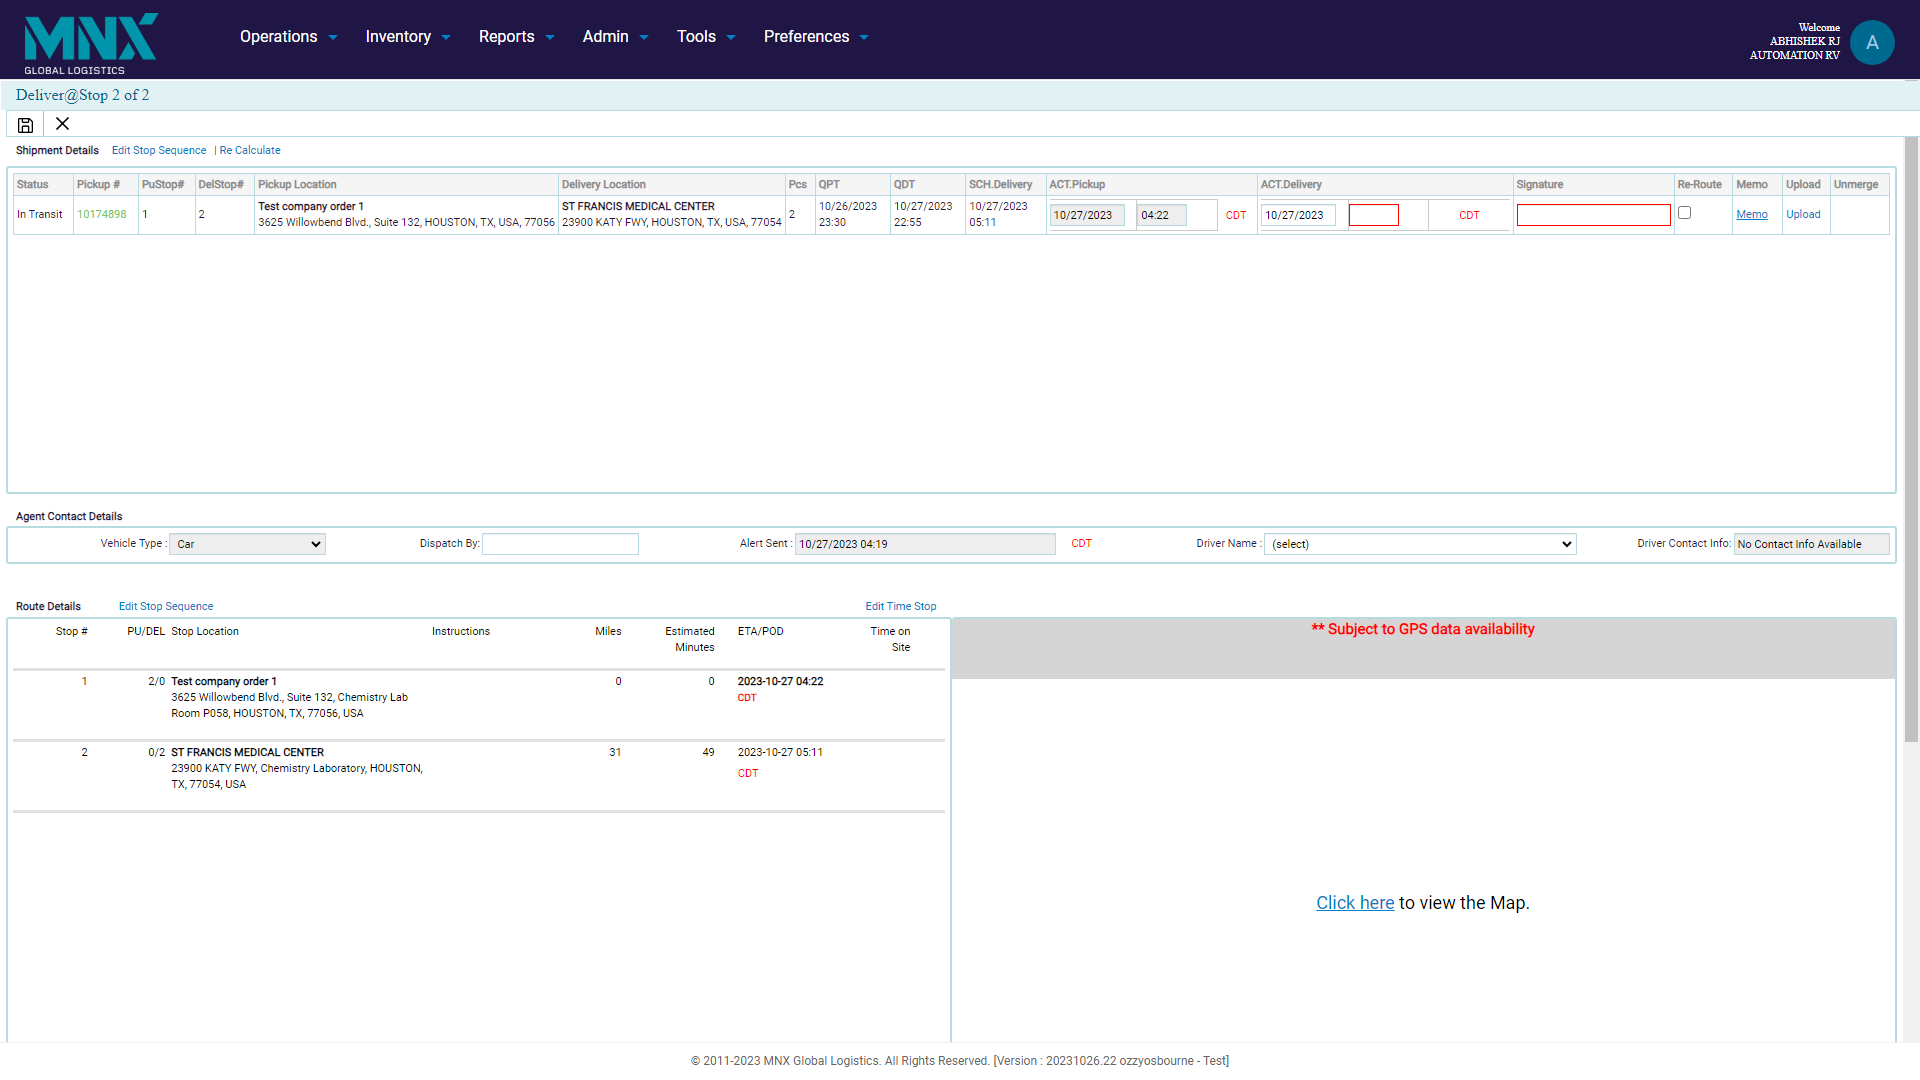 MNX
GLOBAL LOGISTICS
Operations Inventory Reports Admin Tools Preferences
Welcome
ABHISHEK RJ
AUTOMATION RV
A
Deliver@Stop 2 of 2
Shipment Details Edit Stop Sequence | Re Calculate
Status Pickup # PuStop# DelStop# Pickup Location Delivery Location Pcs QPT QDT SCH.Delivery ACT.Pickup ACT.Delivery Signature Re-Route Memo Upload Unmerge
In Transit 10174898 1 2 Test company order 1 ST FRANCIS MEDICAL CENTER 2 10/26/2023 10/27/2023 10/27/2023 10/27/2023 04:22 CDT 10/27/2023 CDT Memo Upload
3625 Willowbend Blvd., Suite 132, HOUSTON, TX, USA, 77056 23900 KATY FWY, HOUSTON, TX, USA, 77054 23:30 22:55 05:11
Agent Contact Details
Vehicle Type : Car Dispatch By: Alert Sent : 10/27/2023 04:19 CDT Driver Name : (select) Driver Contact Info: No Contact Info Available
Route Details Edit Stop Sequence Edit Time Stop
Stop # PU/DEL Stop Location Instructions Miles Estimated Minutes ETA/POD Time on Site
1 2/0 Test company order 1 0 0 2023-10-27 04:22
3625 Willowbend Blvd., Suite 132, Chemistry Lab CDT
Room P058, HOUSTON, TX, 77056, USA
2 0/2 ST FRANCIS MEDICAL CENTER 31 49 2023-10-27 05:11
23900 KATY FWY, Chemistry Laboratory, HOUSTON, CDT
TX, 77054, USA
** Subject to GPS data availability
Click here to view the Map.
© 2011-2023 MNX Global Logistics. All Rights Reserved. [Version : 20231026.22 ozzyosbourne - Test]